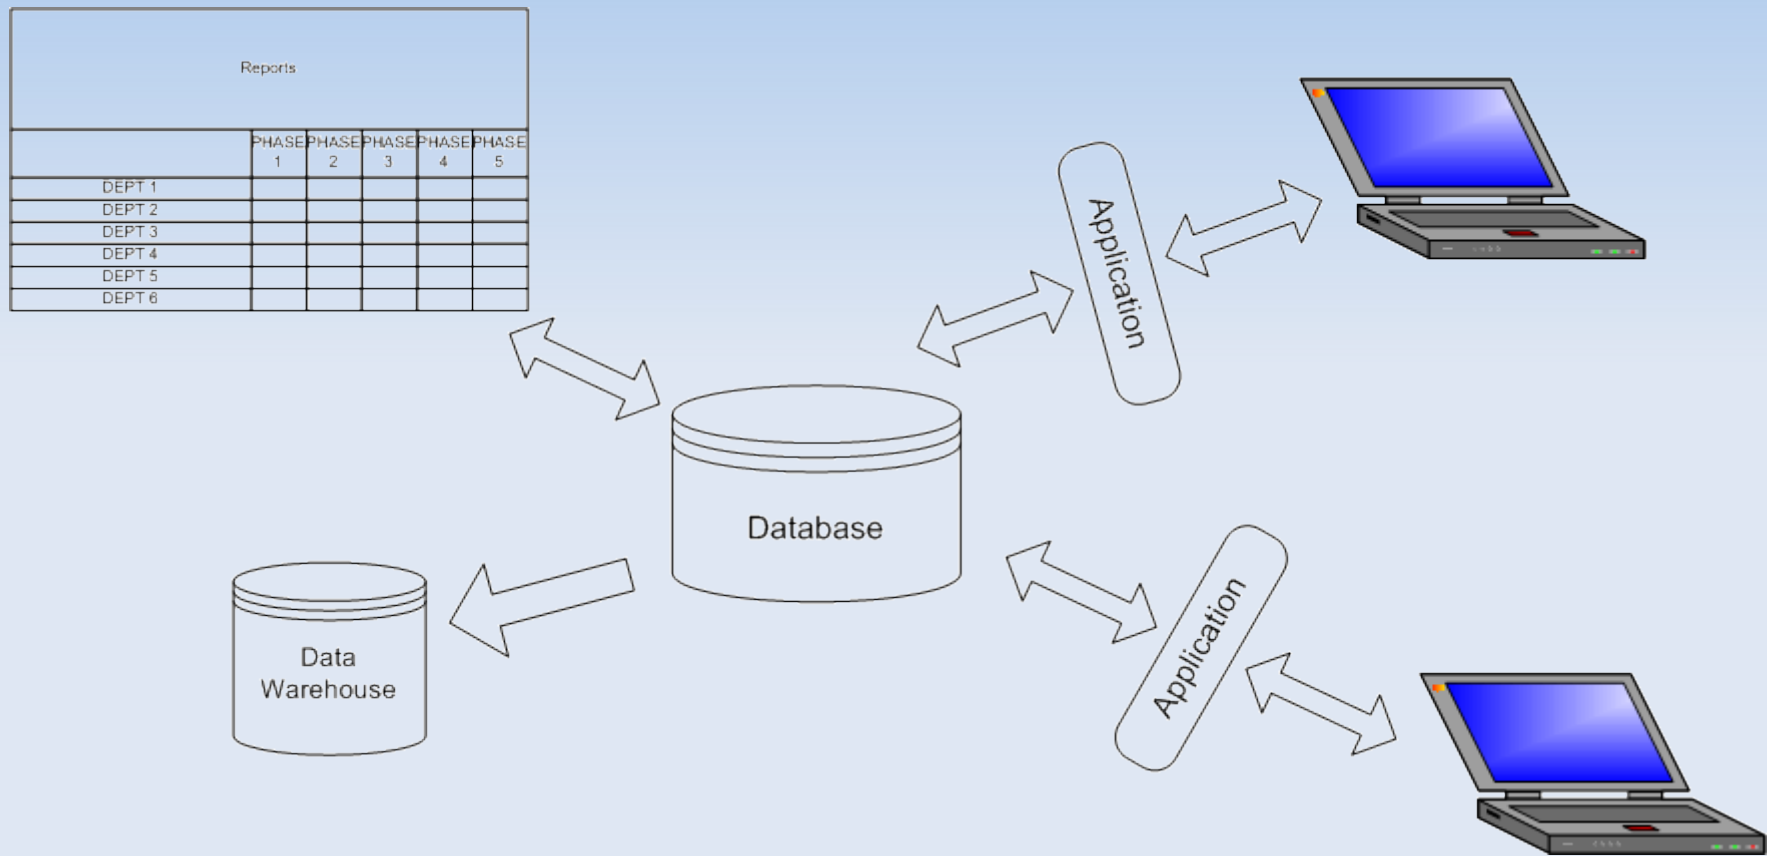 Reports
PHASE PHASE PHASE PHASE PHASE
1 2 3 4 5
DEPT 1
DEPT 2
DEPT 3
DEPT 4
DEPT 5
DEPT 6
Application
Database
Application
Data
Warehouse